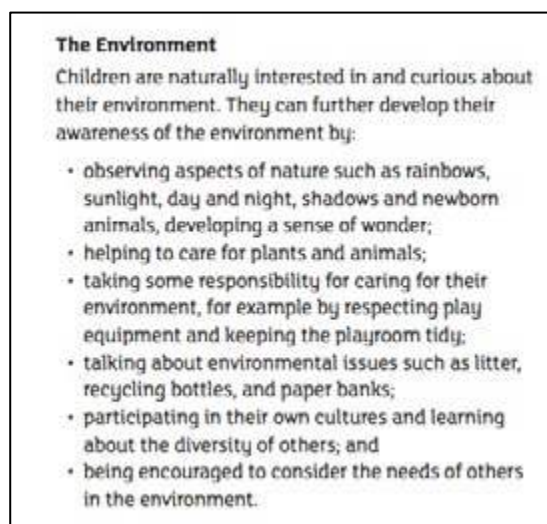 The Environment
Children are naturally interested in and curious about
their environment. They can further develop their
awareness of the environment by:
• observing aspects of nature such as rainbows,
sunlight, day and night, shadows and newborn
animals, developing a sense of wonder;
• helping to care for plants and animals;
• taking some responsibility for caring for their
environment, for example by respecting play
equipment and keeping the playroom tidy;
• talking about environmental issues such as litter,
recycling bottles, and paper banks;
• participating in their own cultures and learning
about the diversity of others; and
• being encouraged to consider the needs of others
in the environment.